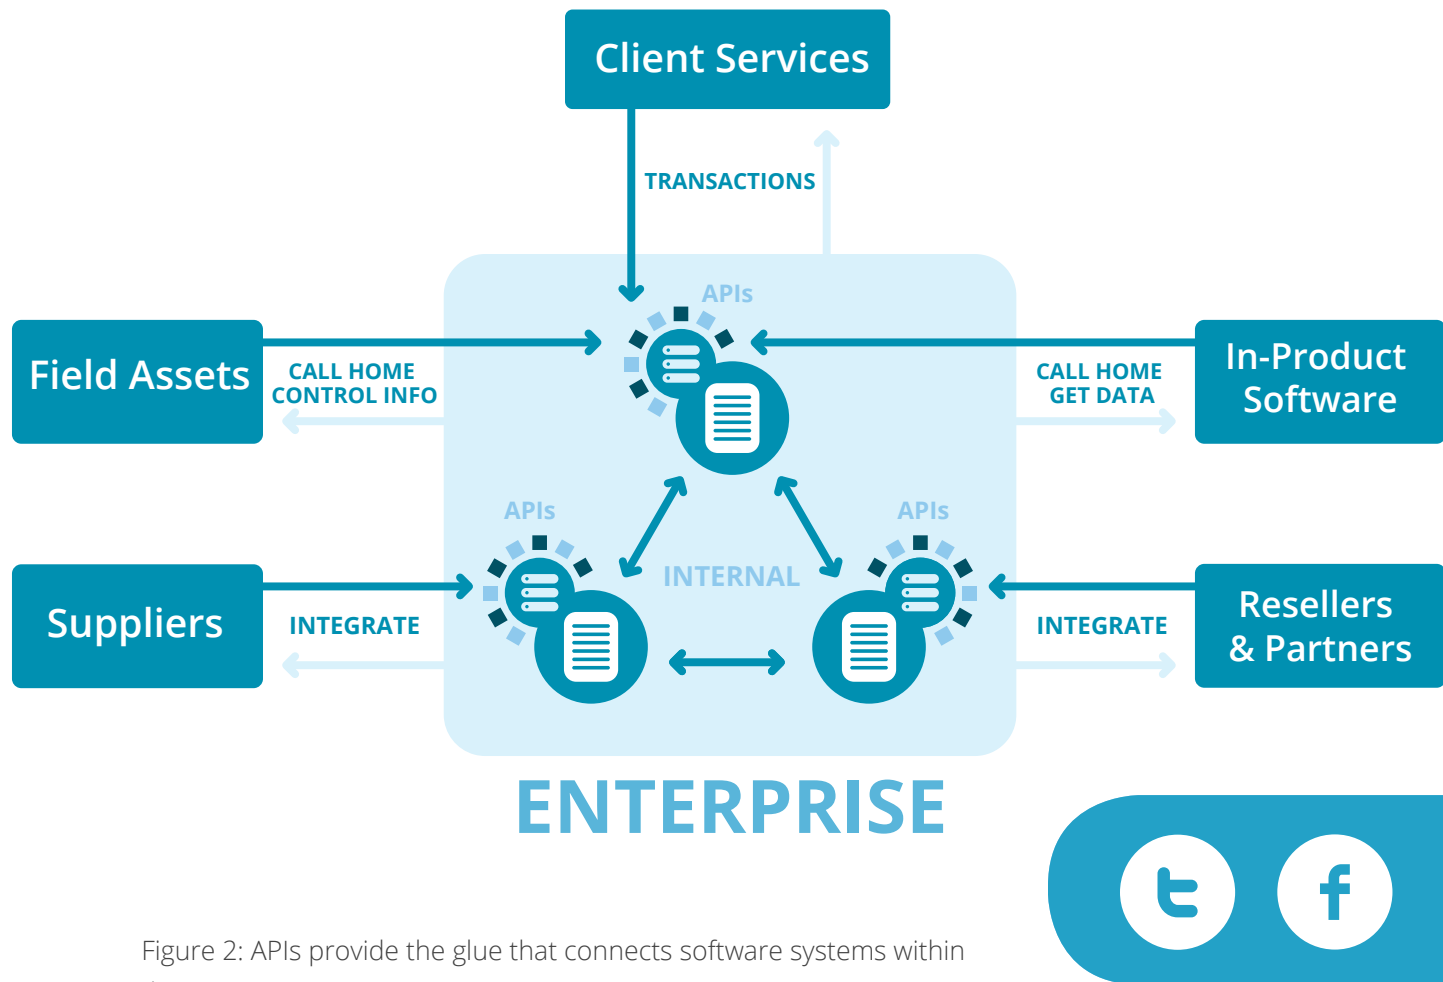 Client Services
TRANSACTIONS
APIs
Field Assets
CALL HOME
CONTROL INFO
CALL HOME
GET DATA
In-Product
Software
APIs
APIs
INTERNAL
Suppliers
INTEGRATE
INTEGRATE
Resellers
& Partners
ENTERPRISE
Figure 2: APIs provide the glue that connects software systems within